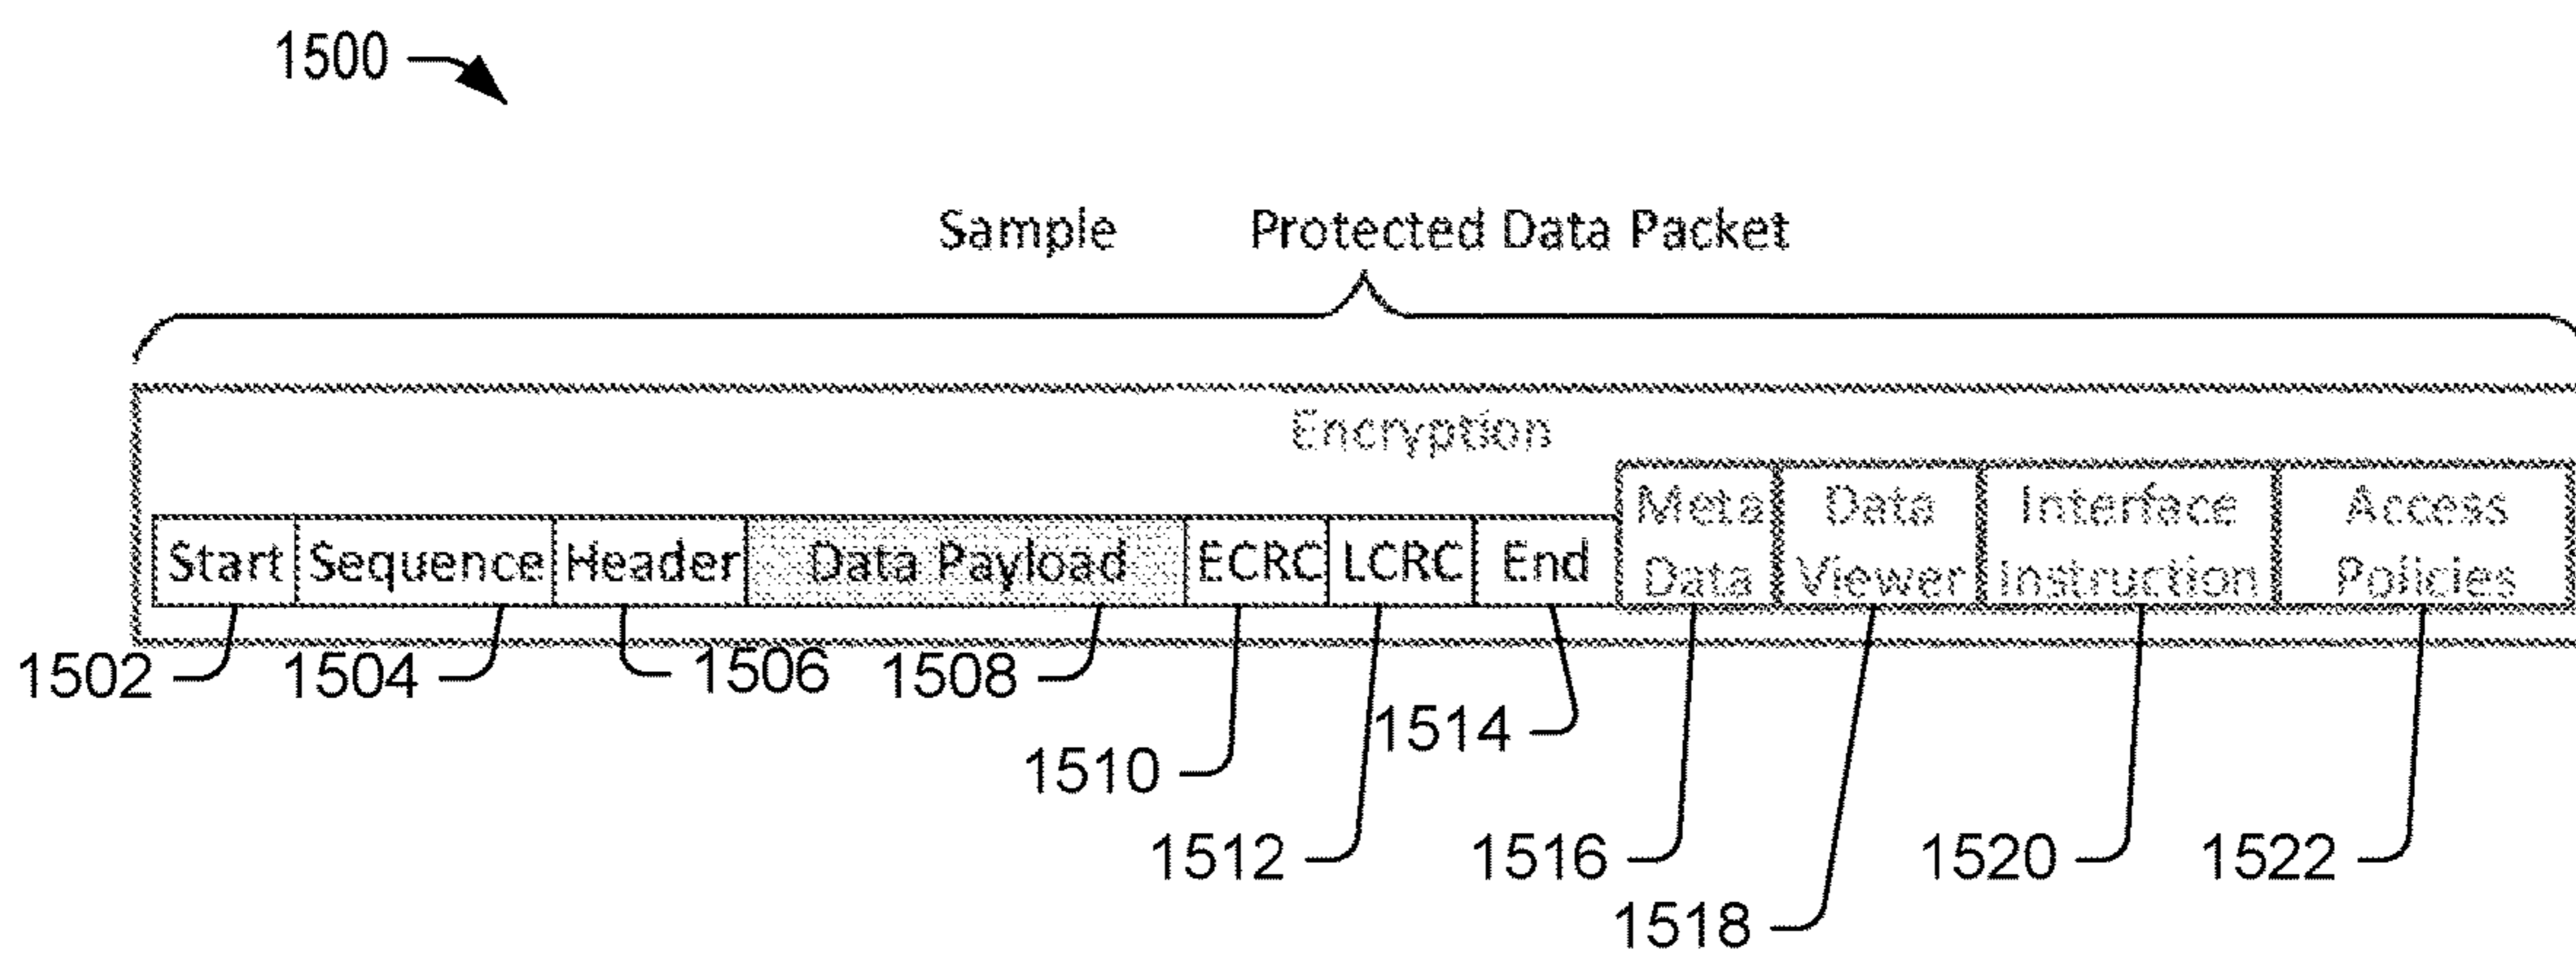 1500
Sample Protected Data Packet
Encryption
Start Sequence Header Data Payload ECRC LCRC End Meta Data Data Viewer Interface Instruction Access Policies
1502 1504 1506 1508
1514
1510
1512 1516 1520 1522
1518